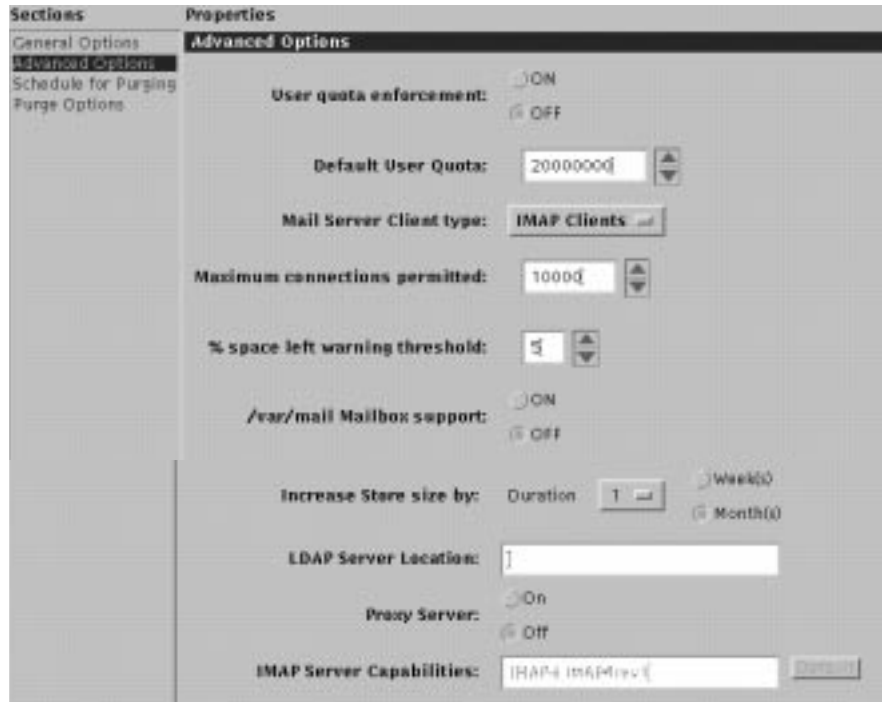 Sections
General Options
Advanced Options
Schedule for Purging
Purge Options
Properties
Advanced Options
User quota enforcement:
ON
OFF
Default User Quota: 20000000
Mail Server Client type: IMAP Clients
Maximum connections permitted: 10000
% space left warning threshold: 5
/var/mail Mailbox support:
ON
OFF
Increase Store size by: Duration 1
Week(s)
Month(s)
LDAP Server Location:
Proxy Server:
On
Off
IMAP Server Capabilities: IMAP4 IMAP4rev1